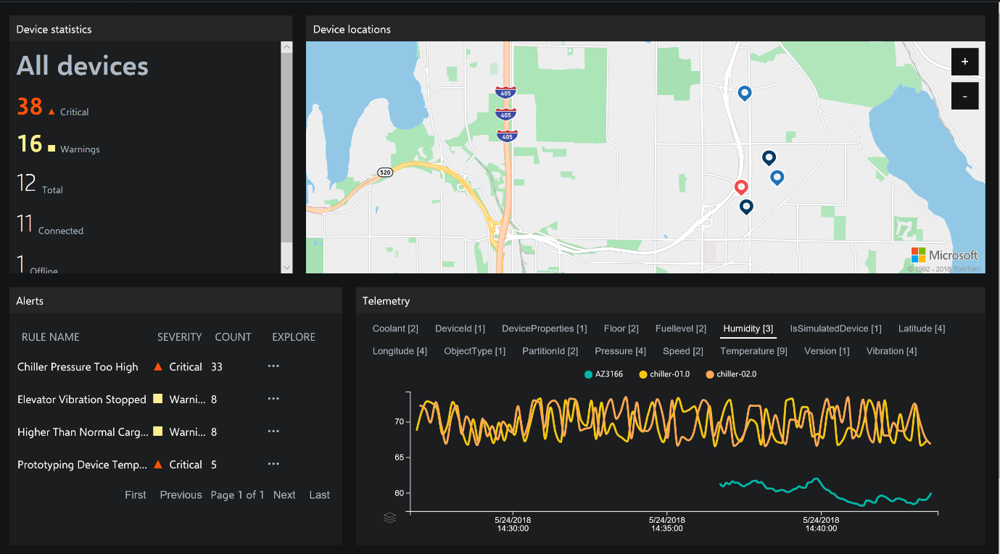 Device statistics
All devices
38 Critical
16 Warnings
12 Total
11 Connected
1 Offline
Device locations
405
405
405
520
+
-
Microsoft
© 1992 - 2018 TomTom.
Alerts
RULE NAME SEVERITY COUNT EXPLORE
Chiller Pressure Too High Critical 33 ...
Elevator Vibration Stopped Warni... 8 ...
Higher Than Normal Carg... Warni... 8 ...
Prototyping Device Temp... Critical 5 ...
First Previous Page 1 of 1 Next Last
Telemetry
Coolant [2] DeviceId [1] DeviceProperties [1] Floor [2] Fuellevel [2] Humidity [3] IsSimulatedDevice [1] Latitude [4]
Longitude [4] ObjectType [1] PartitionId [2] Pressure [4] Speed [2] Temperature [9] Version [1] Vibration [4]
AZ3166 chiller-01.0 chiller-02.0
70
65
60
5/24/2018 5/24/2018 5/24/2018
14:30:00 14:35:00 14:40:00